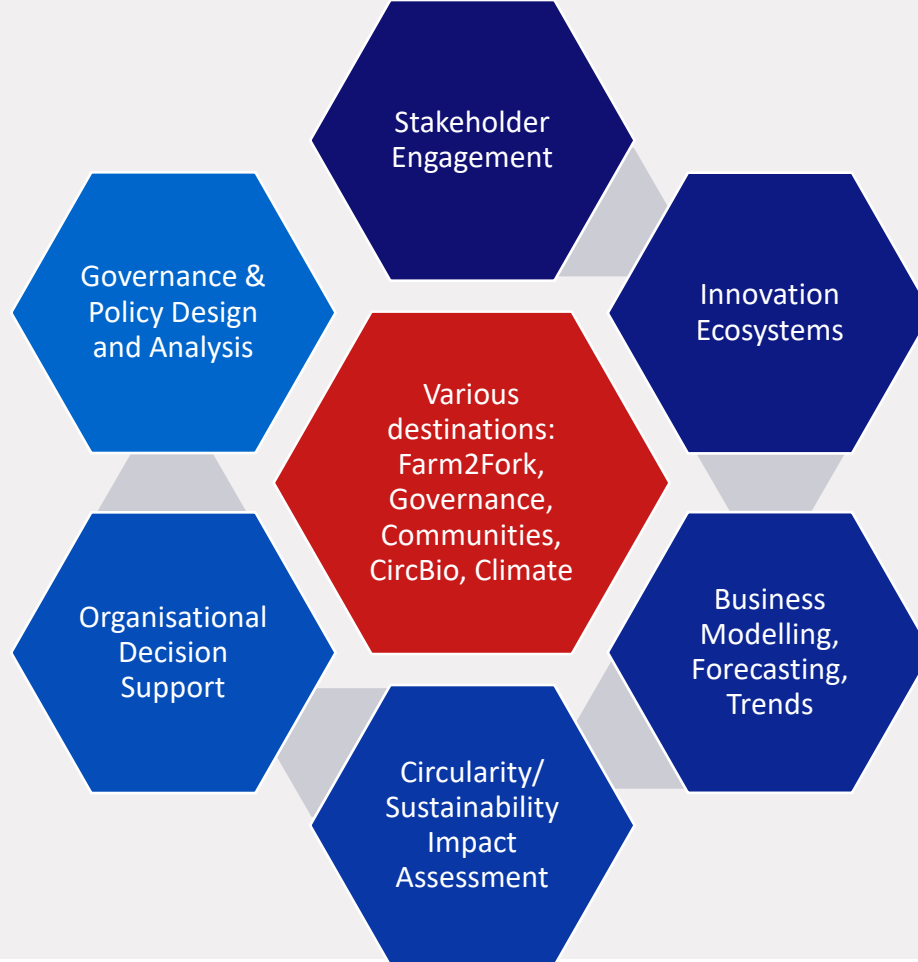 Stakeholder
Engagement
Innovation
Ecosystems
Business
Modelling,
Forecasting,
Trends
Circularity/
Sustainability
Impact
Assessment
Organisational
Decision
Support
Governance &
Policy Design
and Analysis
Various
destinations:
Farm2Fork,
Governance,
Communities,
CircBio, Climate